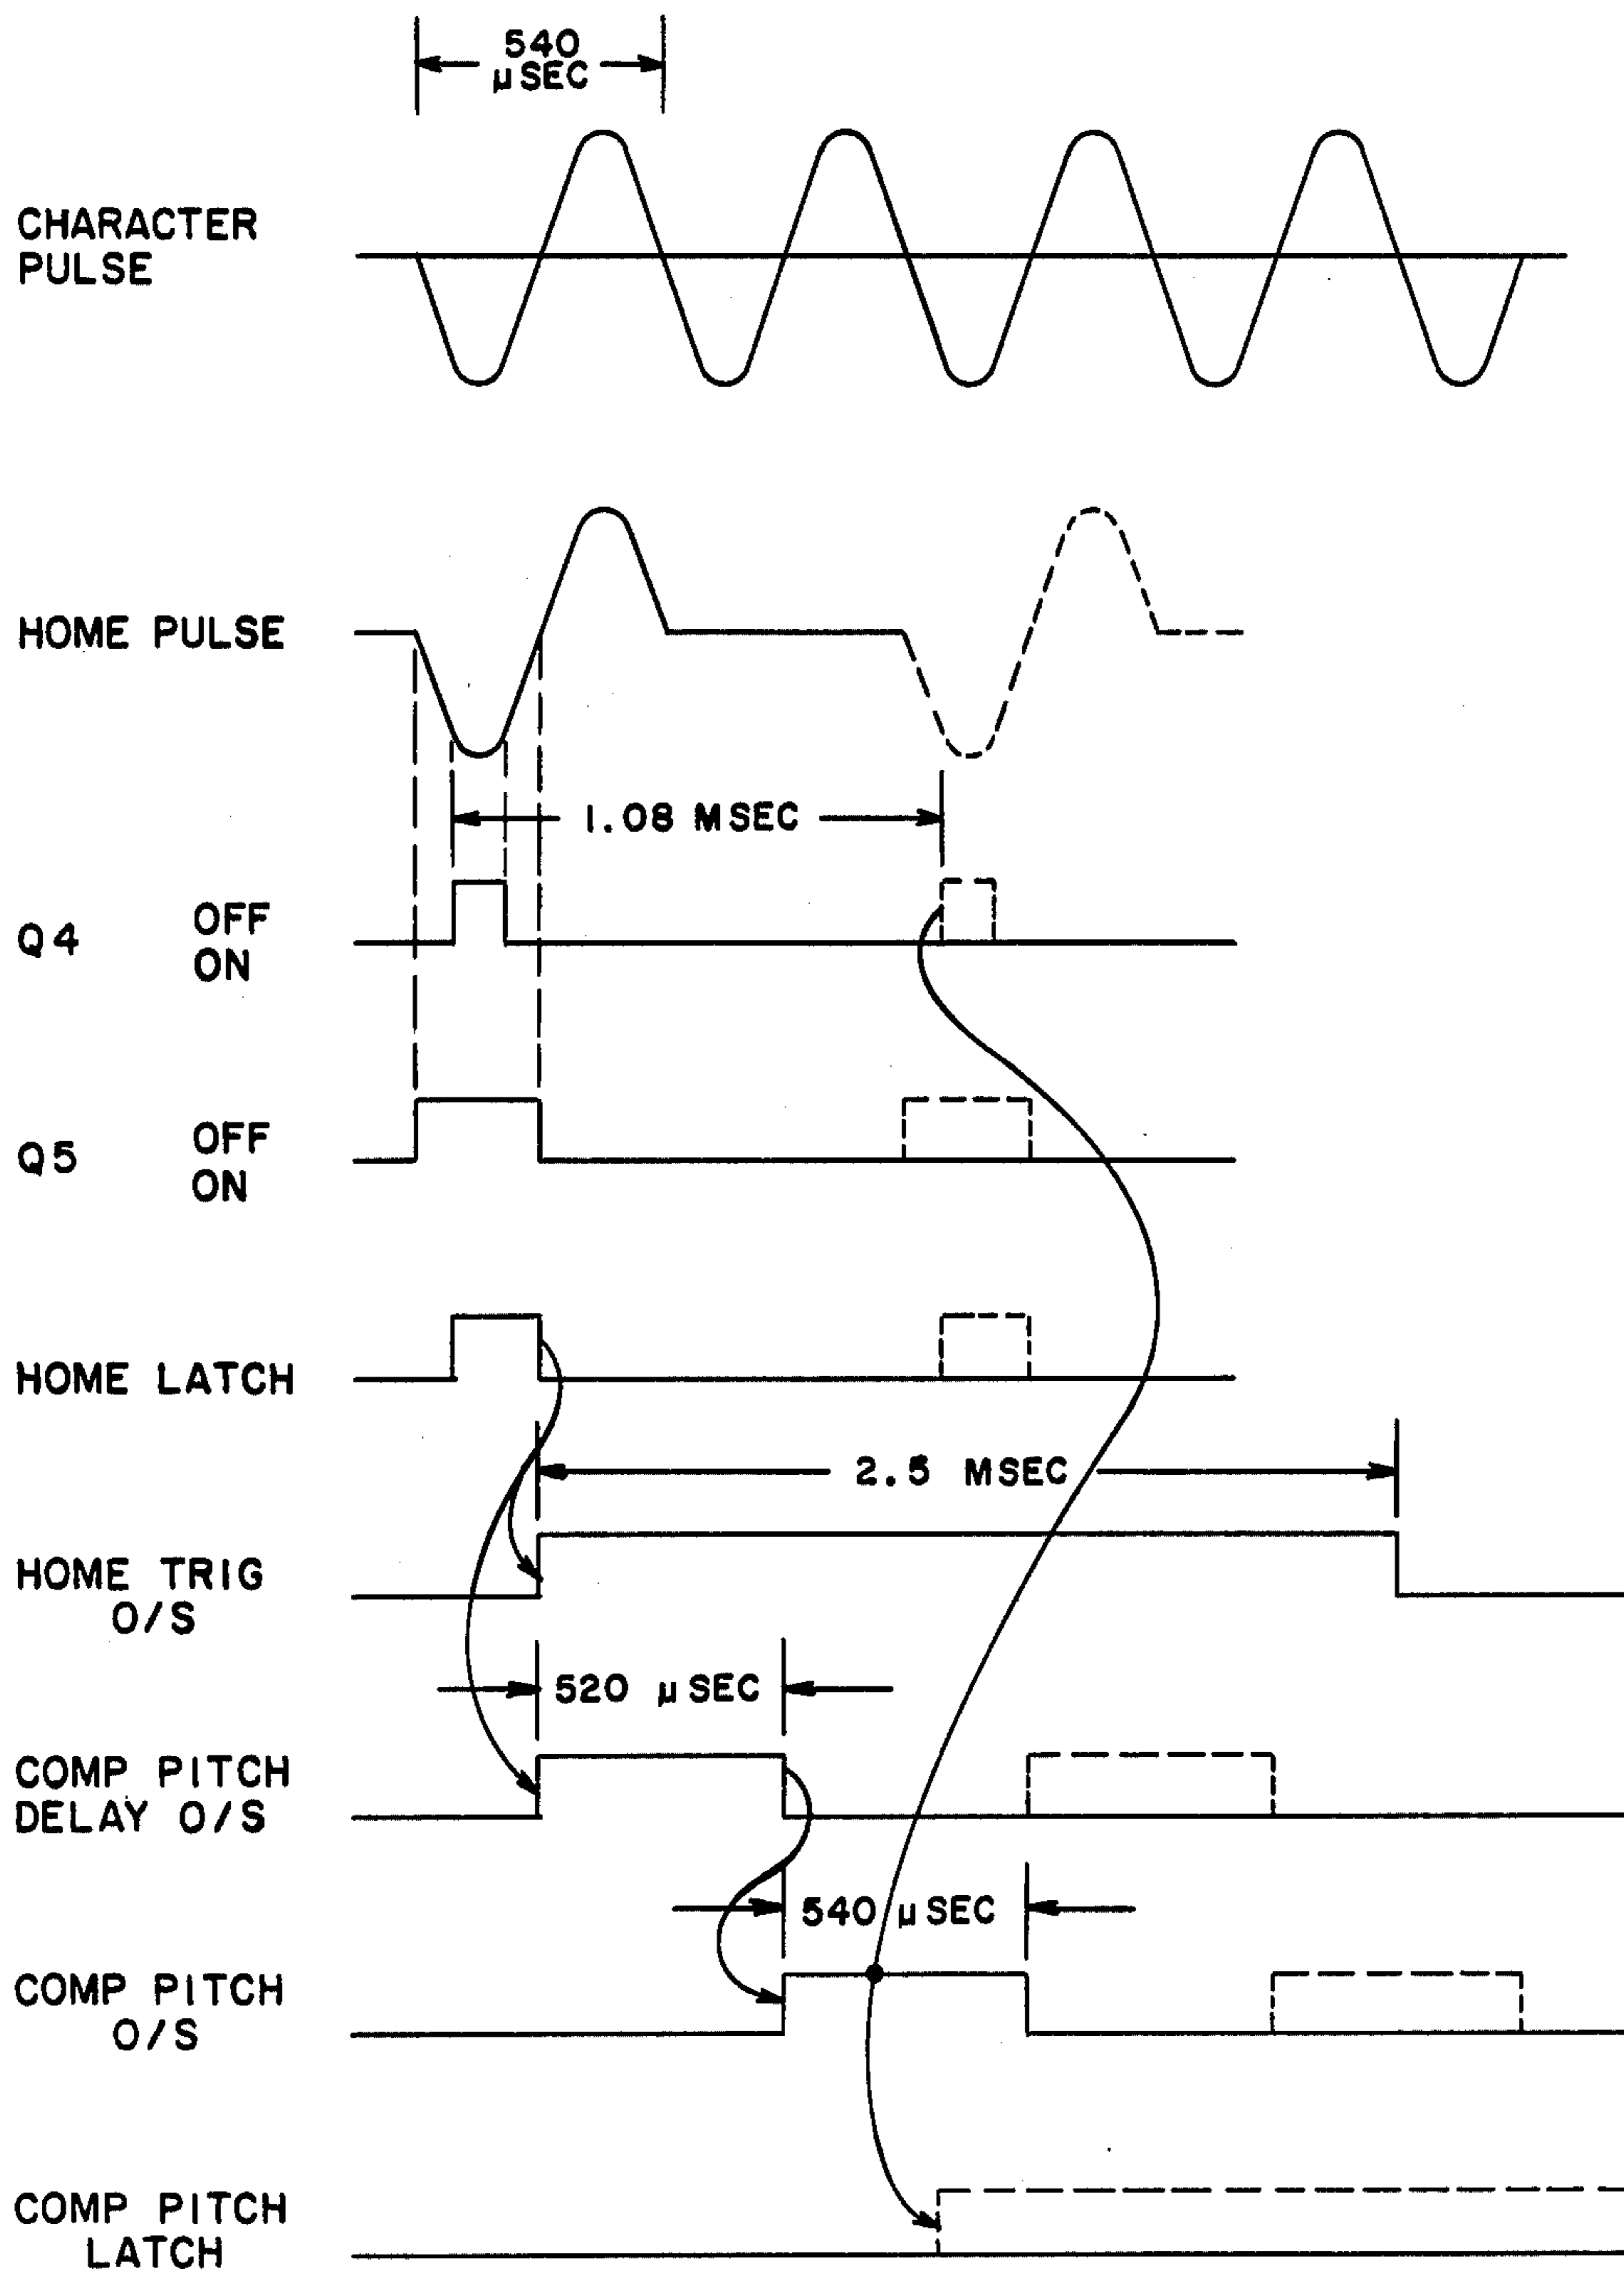 540
µSEC
CHARACTER
PULSE
HOME PULSE
1.08 MSEC
Q4
OFF
ON
Q5
OFF
ON
HOME LATCH
2.5 MSEC
HOME TRIG
O/S
520 µSEC
COMP PITCH
DELAY O/S
540 µSEC
COMP PITCH
O/S
COMP PITCH
LATCH